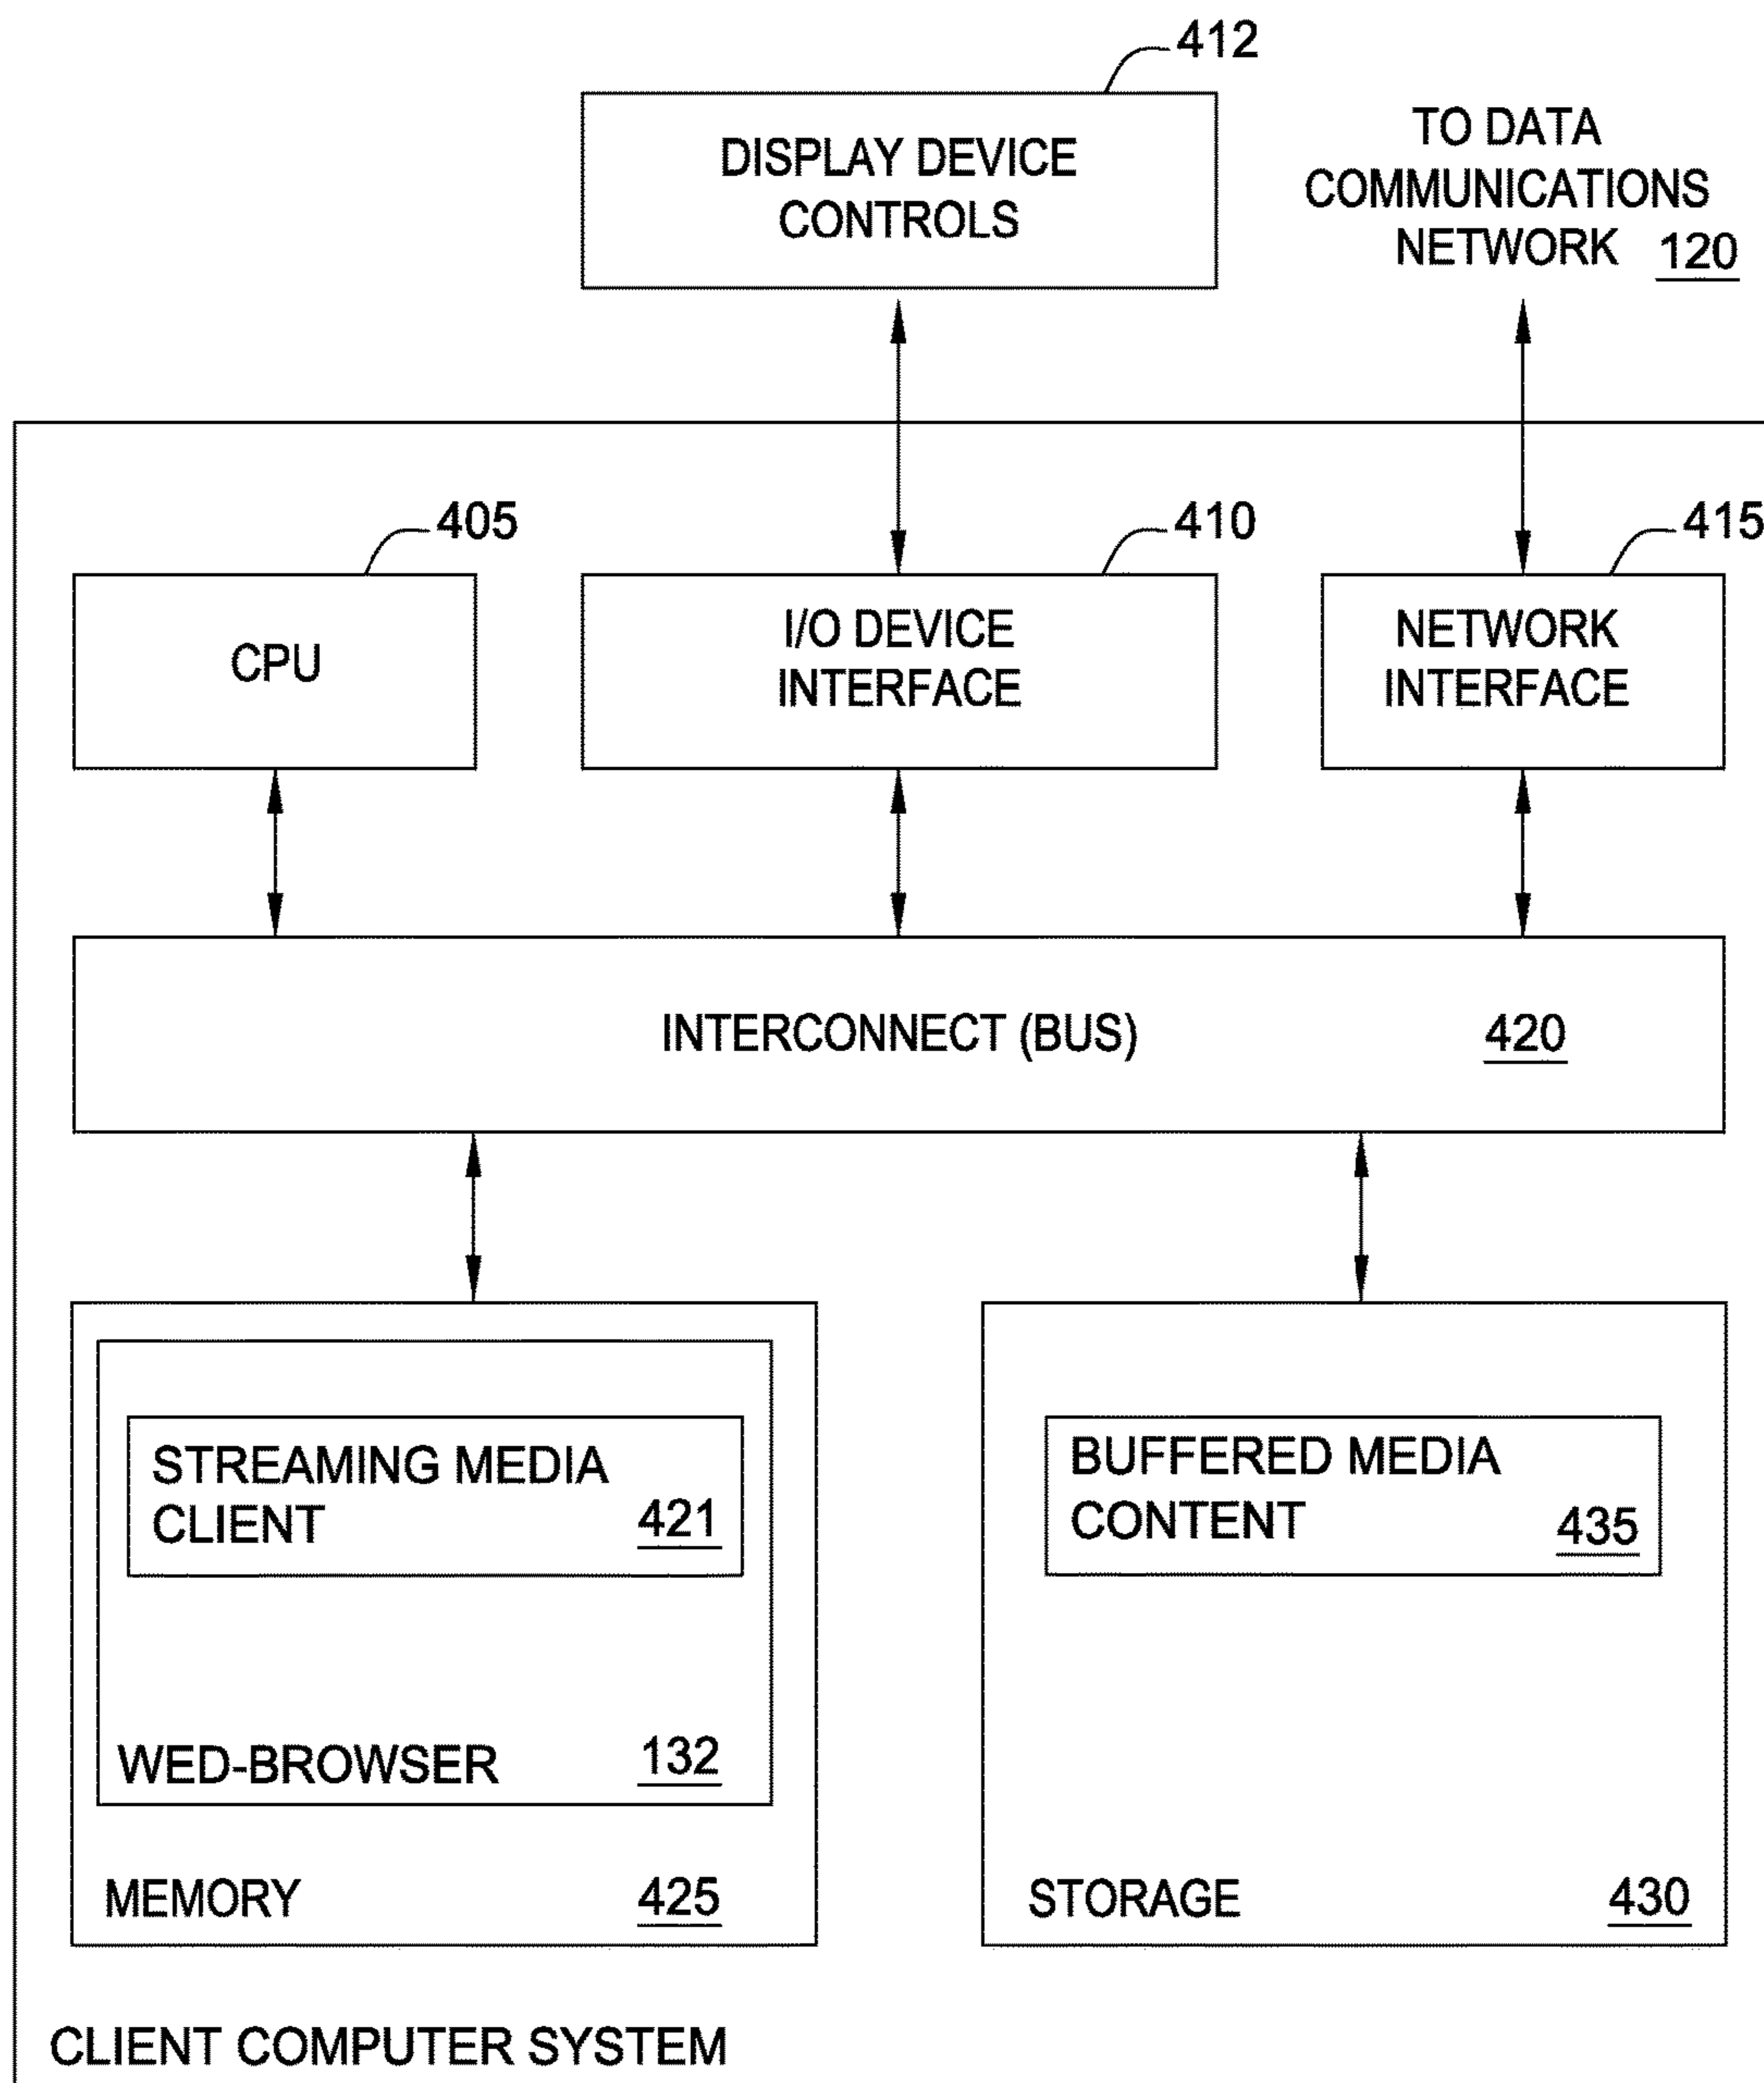 412
DISPLAY DEVICE
CONTROLS
TO DATA
COMMUNICATIONS
NETWORK 120
405
410
415
CPU
I/O DEVICE
INTERFACE
NETWORK
INTERFACE
INTERCONNECT (BUS) 420
STREAMING MEDIA
CLIENT 421
WED-BROWSER 132
MEMORY 425
BUFFERED MEDIA
CONTENT 435
STORAGE 430
CLIENT COMPUTER SYSTEM